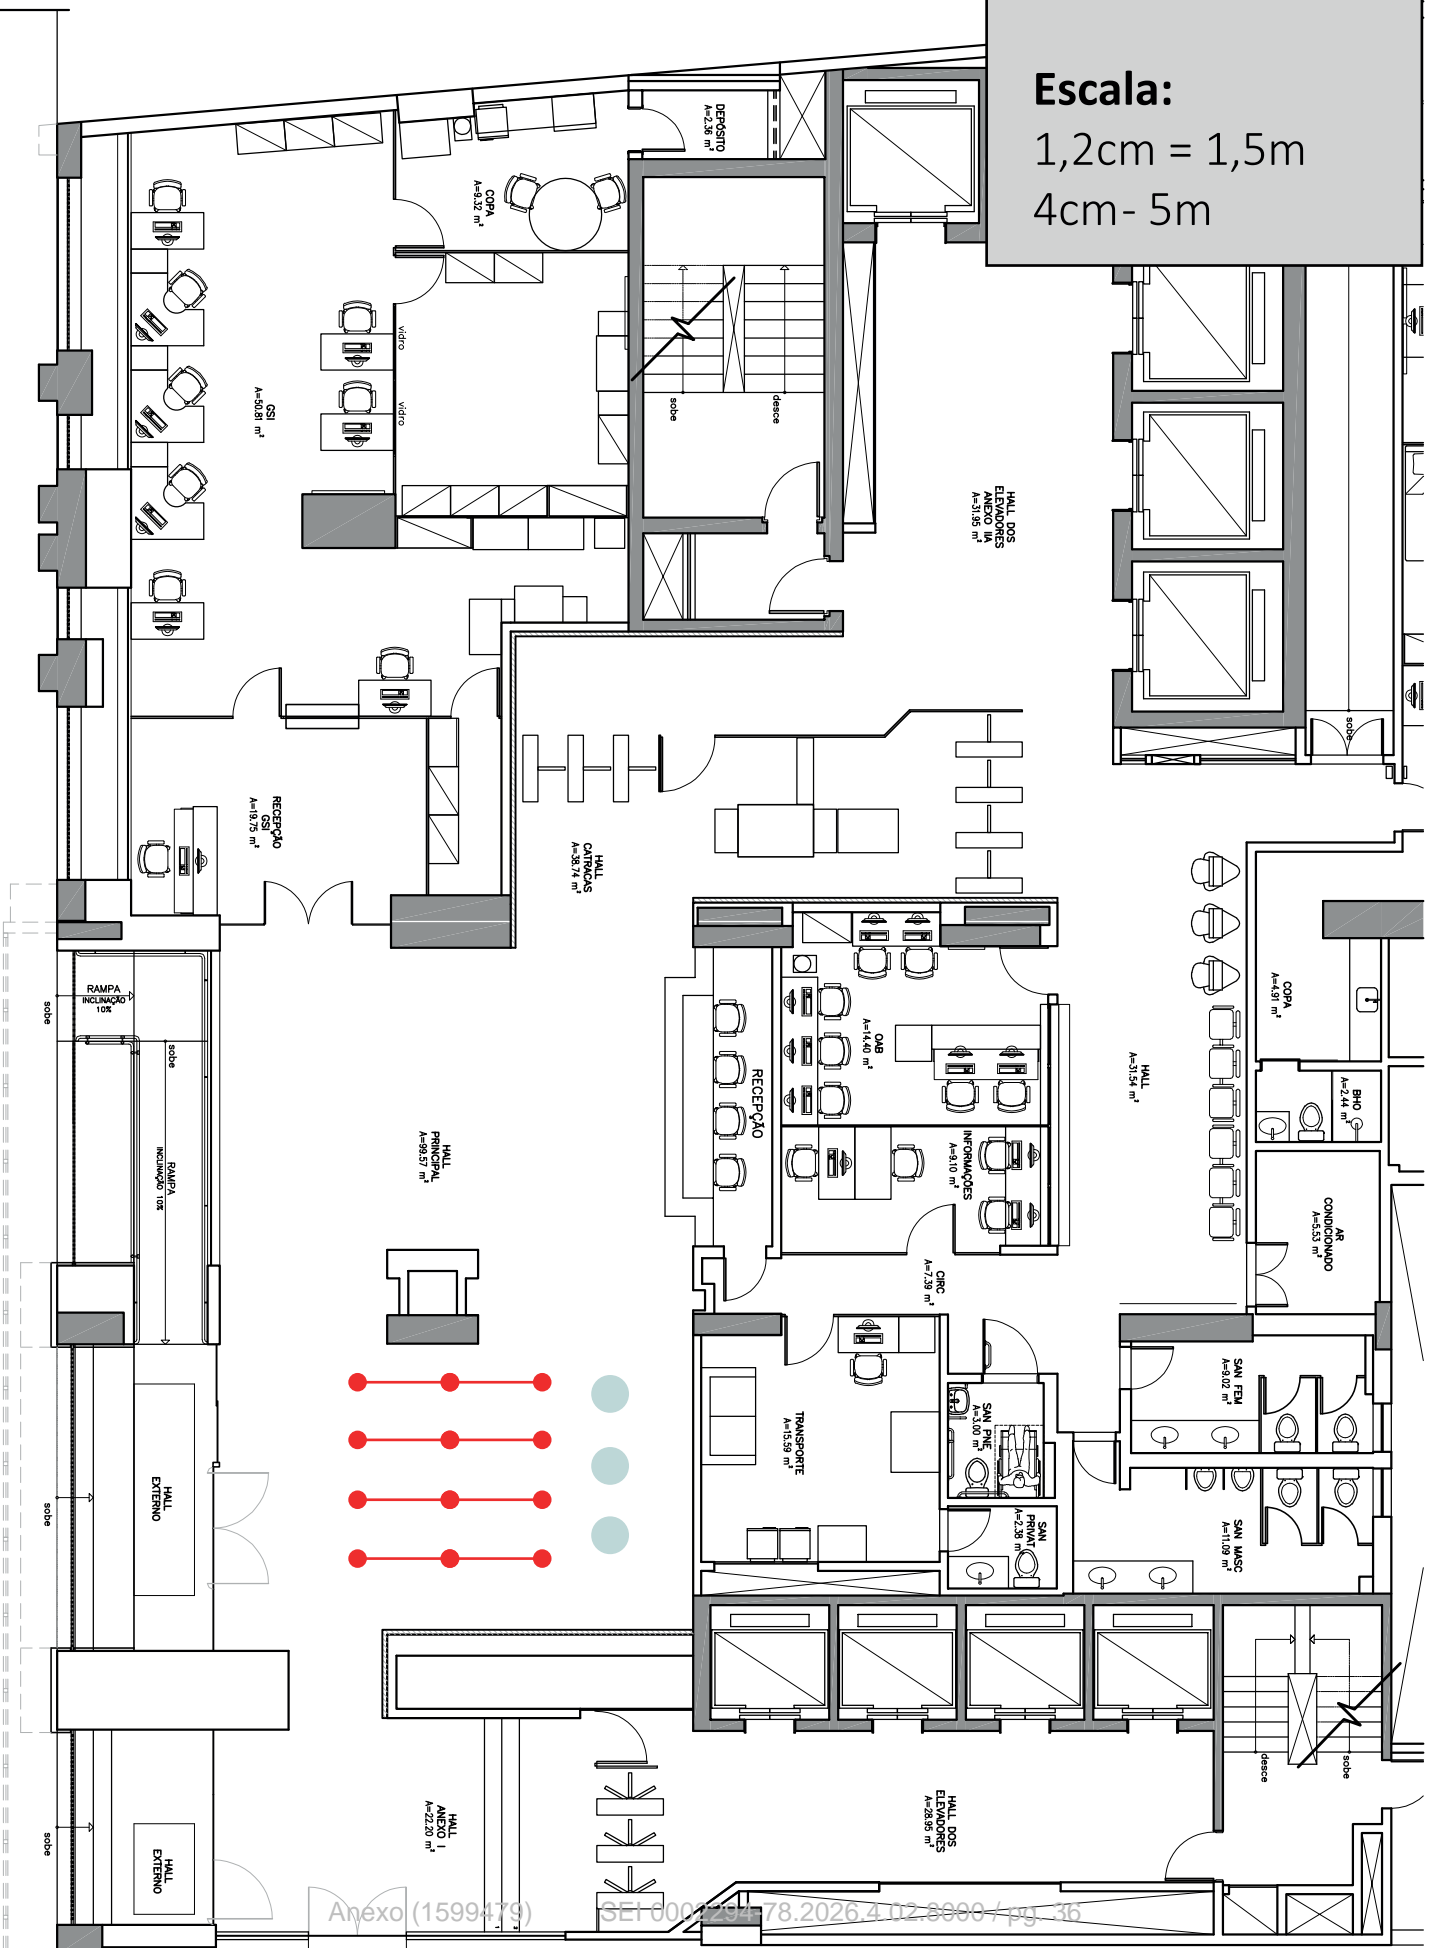 Escala:
1,2cm = 1,5m
4cm- 5m
DEPÓSITO
A=2.36 m²
COPA
A=9.32 m²
vidro
vidro
GSI
A=50.81 m²
sobe
desce
HALL DOS
ELEVADORES
ANEXO IIA
A=31.95 m²
sobe
RECEPÇÃO
GSI
A=19.75 m²
HALL
CATRACAS
A=38.74 m²
COPA
A=4.91 m²
RAMPA
INCLINAÇÃO
10%
sobe
sobe
OAB
A=14.40 m²
HALL
A=31.54 m²
RECEPÇÃO
BHO
A=2.44 m²
HALL
PRINCIPAL
A=99.57 m²
RAMPA
INCLINAÇÃO 10%
INFORMAÇÕES
A=9.10 m²
AR
CONDICIONADO
A=5.53 m²
CIRC
A=7.39 m²
SAN FEM
A=9.02 m²
TRANSPORTE
A=15.59 m²
SAN PNE
A=3.00 m²
HALL
EXTERNO
sobe
SAN
PRIVAT
A=2.38 m²
SAN MASC
A=11.09 m²
desce
sobe
HALL
ANEXO I
A=22.20 m²
HALL DOS
ELEVADORES
A=28.95 m²
sobe
HALL
EXTERNO
Anexo (1599479) SEI 0002294-78.2026.4.02.8000 / pg. 36